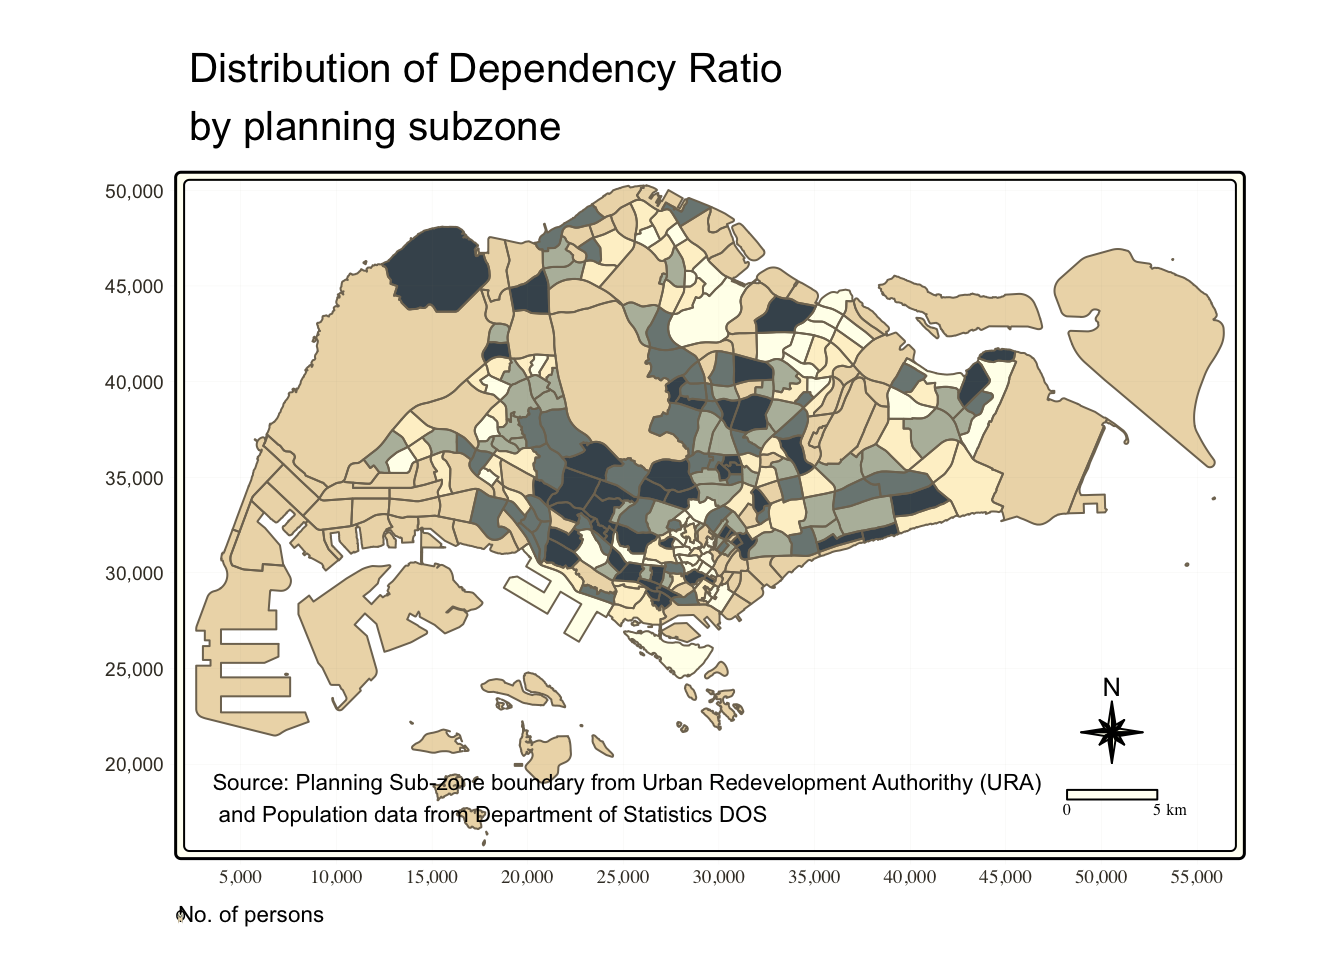 Distribution of Dependency Ratio
by planning subzone
50,000
45,000
40,000
35,000
30,000
25,000
20,000
N
Source: Planning Sub-zone boundary from Urban Redevelopment Authorithy (URA)
and Population data from Department of Statistics DOS
0 5 km
5,000 10,000 15,000 20,000 25,000 30,000 35,000 40,000 45,000 50,000 55,000
No. of persons